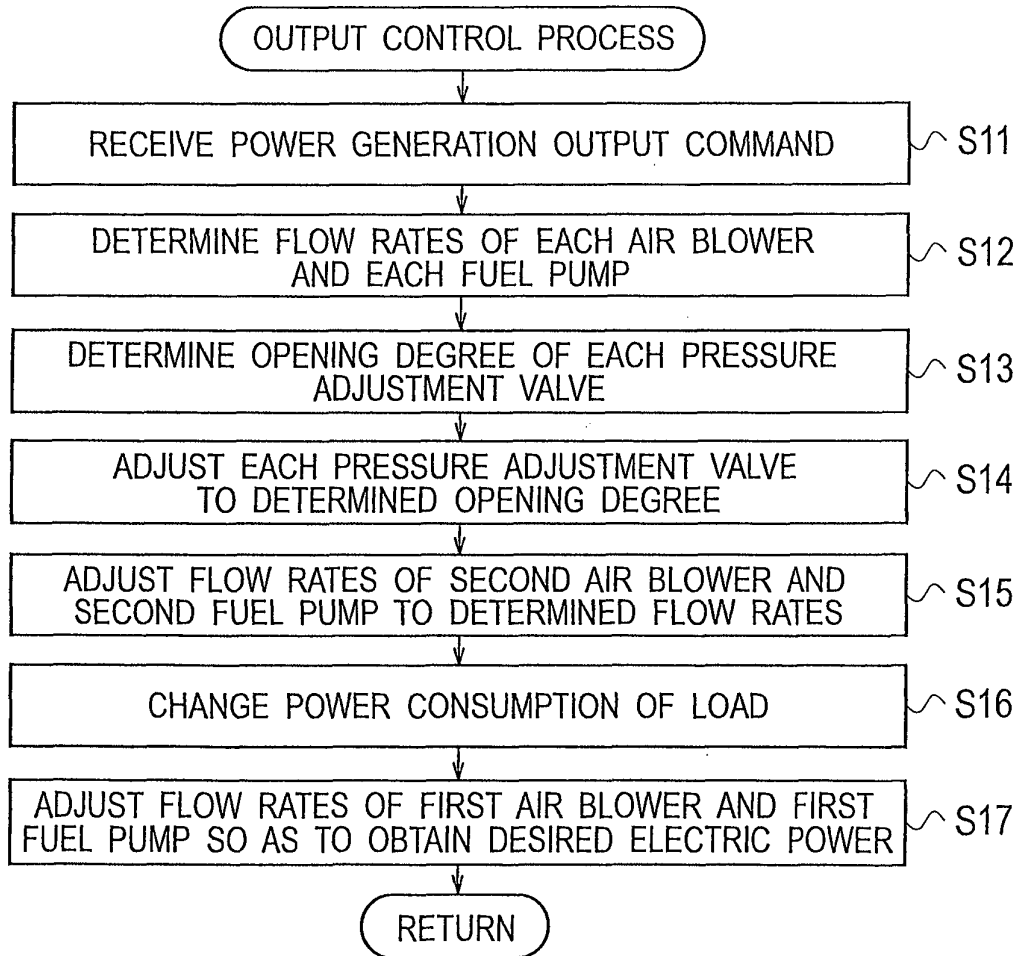 OUTPUT CONTROL PROCESS
RECEIVE POWER GENERATION OUTPUT COMMAND
S11
DETERMINE FLOW RATES OF EACH AIR BLOWER
AND EACH FUEL PUMP
S12
DETERMINE OPENING DEGREE OF EACH PRESSURE
ADJUSTMENT VALVE
S13
ADJUST EACH PRESSURE ADJUSTMENT VALVE
TO DETERMINED OPENING DEGREE
S14
ADJUST FLOW RATES OF SECOND AIR BLOWER AND
SECOND FUEL PUMP TO DETERMINED FLOW RATES
S15
CHANGE POWER CONSUMPTION OF LOAD
S16
ADJUST FLOW RATES OF FIRST AIR BLOWER AND FIRST
FUEL PUMP SO AS TO OBTAIN DESIRED ELECTRIC POWER
S17
RETURN